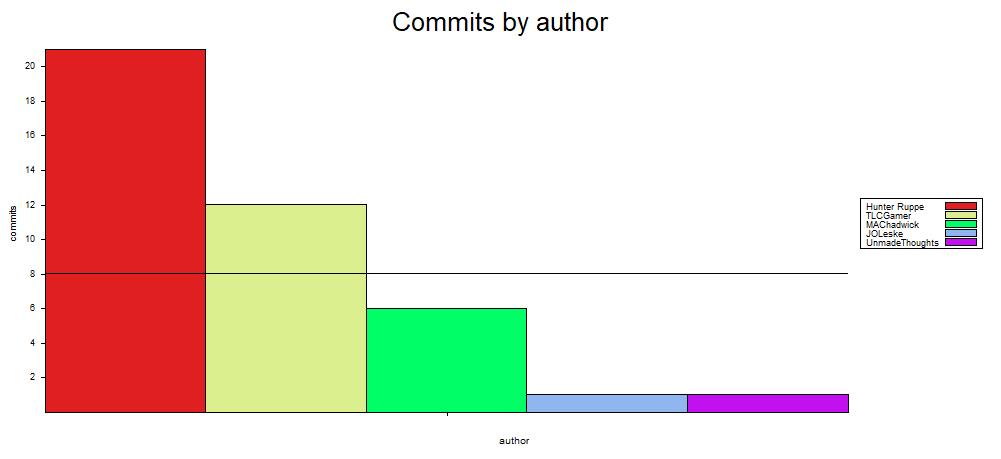 Commits by author
20
18
16
14
12
10
8
6
4
2
commits
author
Hunter Ruppe
TLCGamer
MAChadwick
JOLeske
UnmadeThoughts